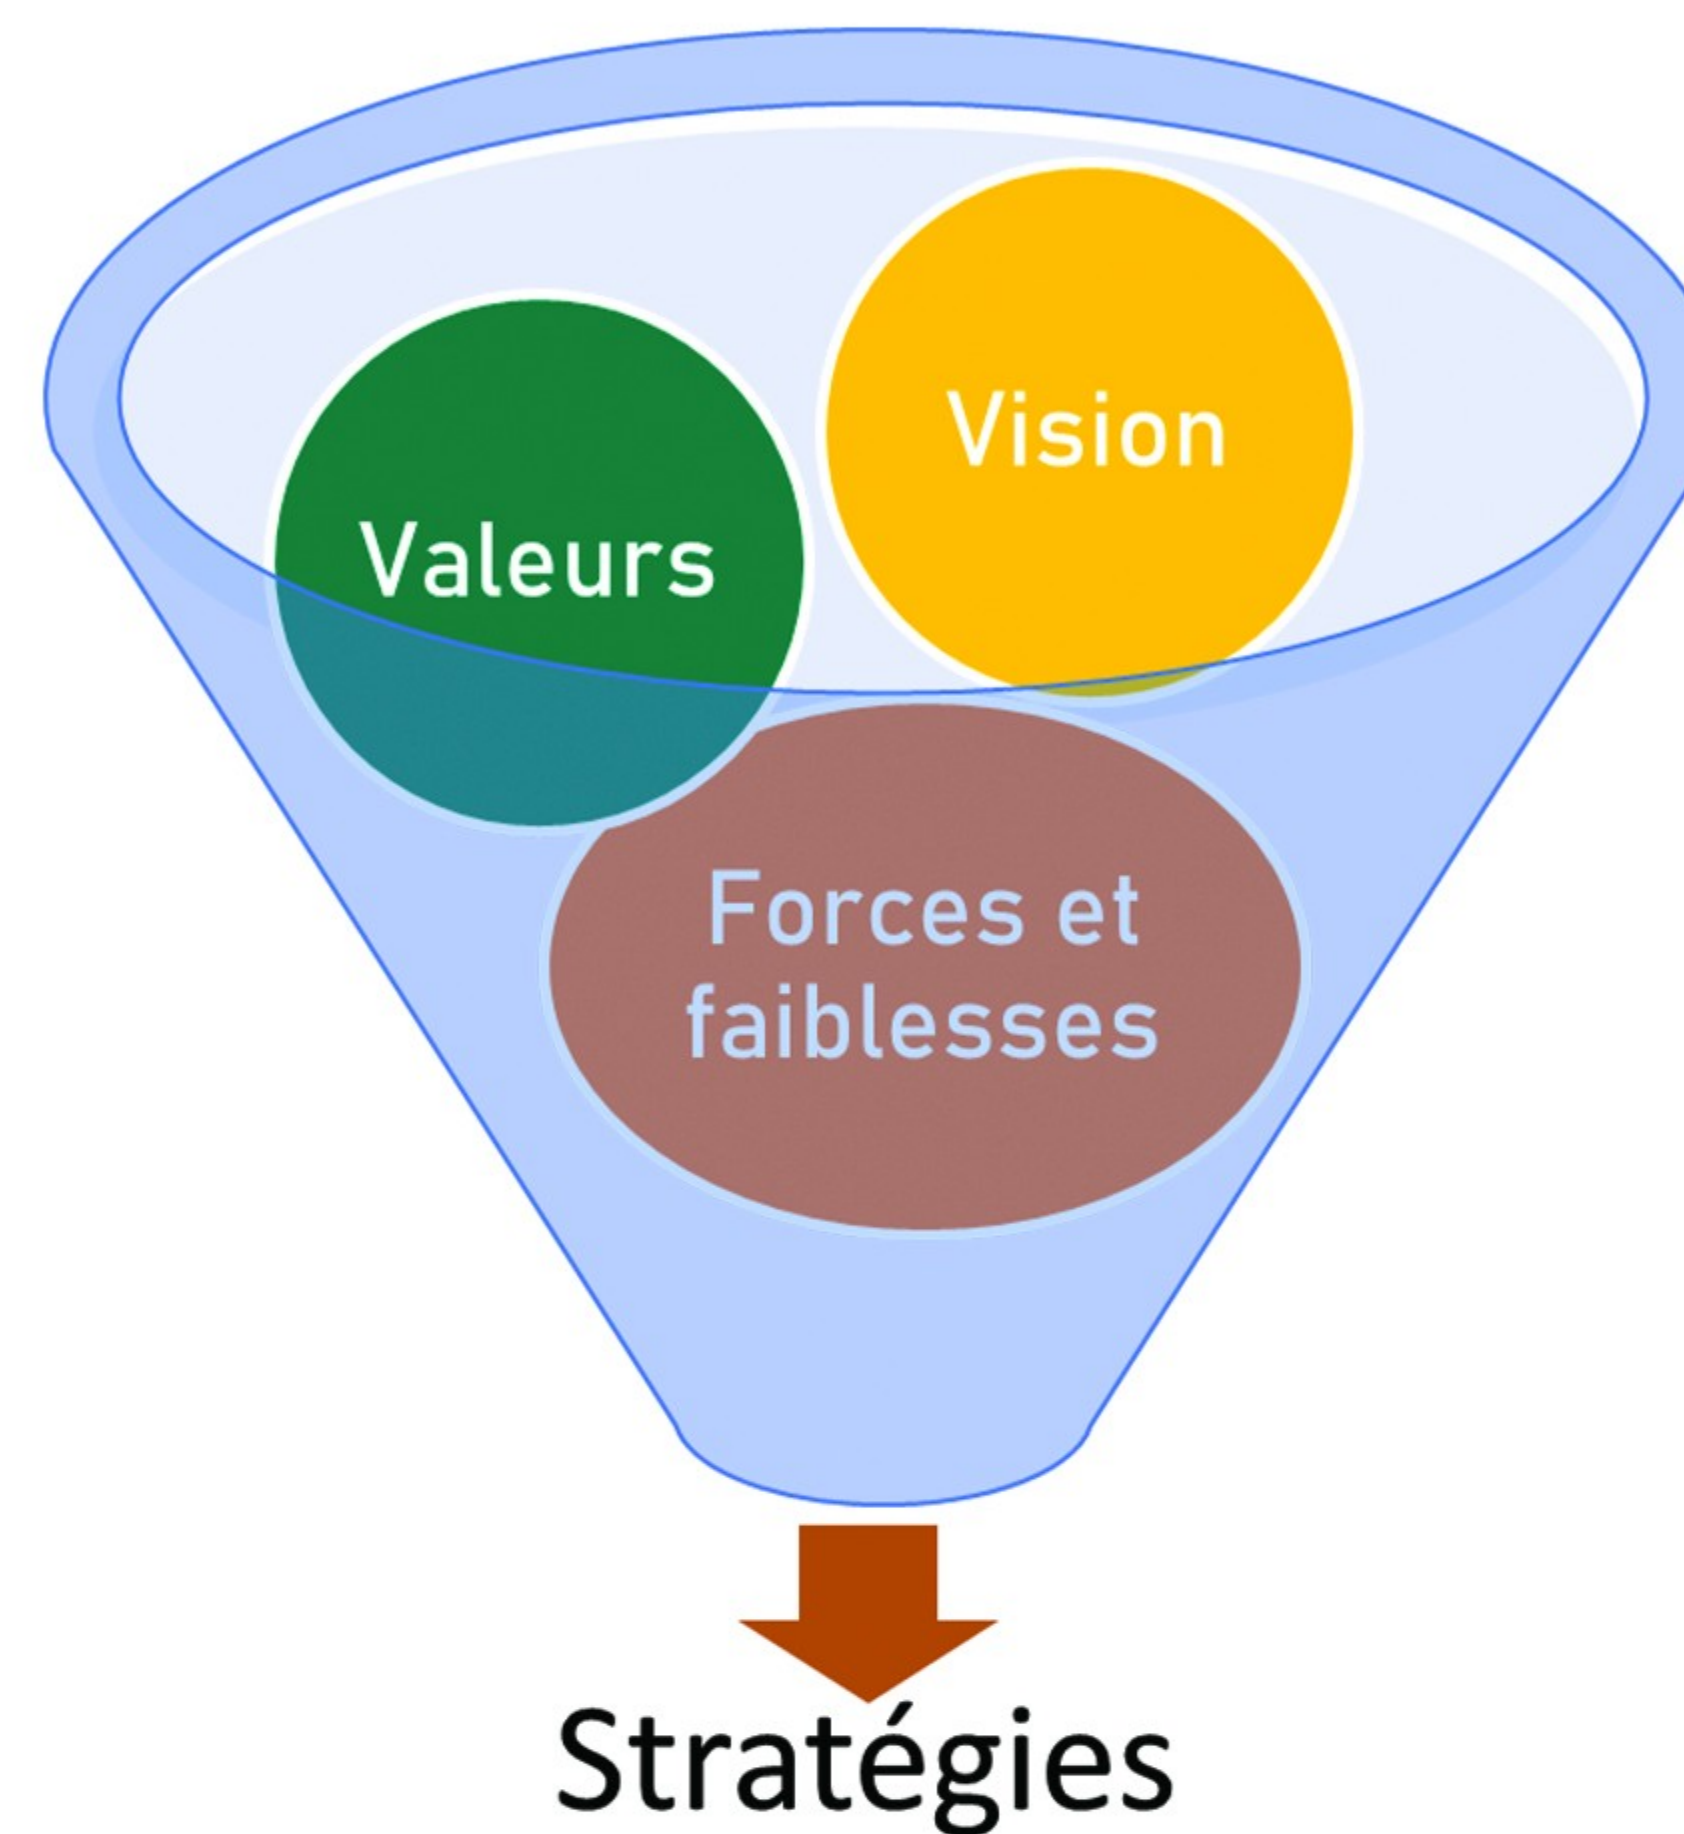 Vision
Valeurs
Forces et
faiblesses
Stratégies